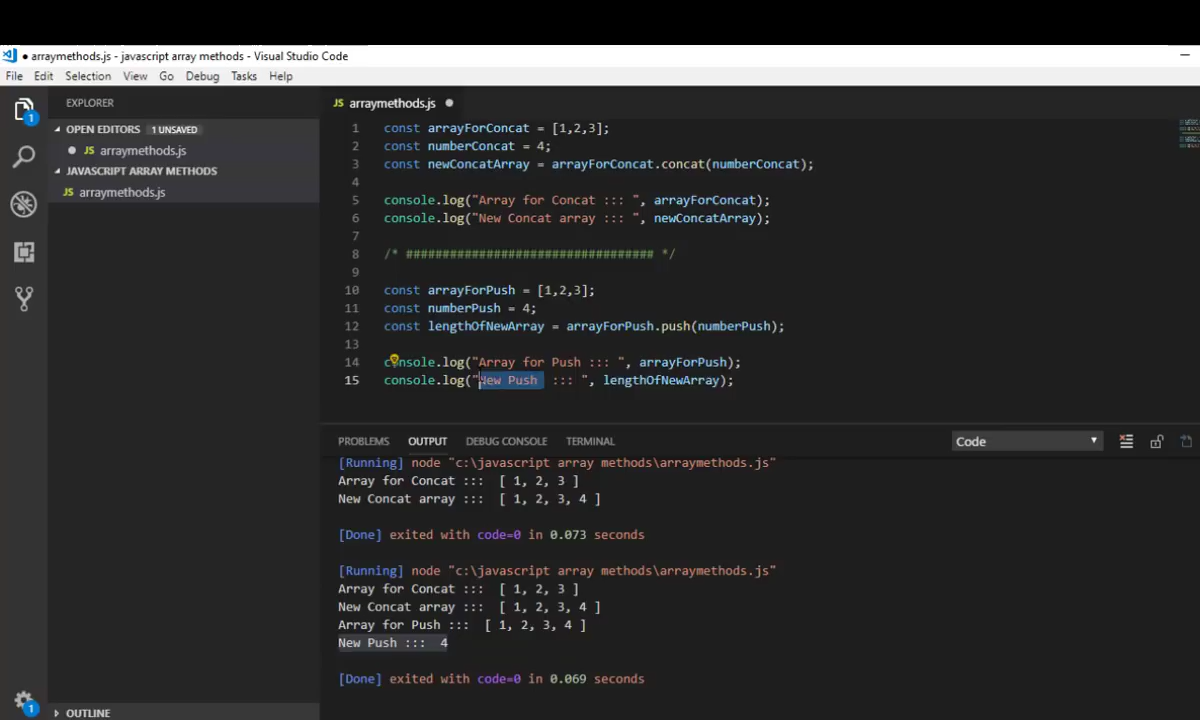 arraymethods.js - javascript array methods - Visual Studio Code
File Edit Selection View Go Debug Tasks Help
EXPLORER
OPEN EDITORS 1 UNSAVED
JS arraymethods.js
JAVASCRIPT ARRAY METHODS
JS arraymethods.js
OUTLINE
1
1
JS arraymethods.js
1 const arrayForConcat = [1,2,3];
2 const numberConcat = 4;
3 const newConcatArray = arrayForConcat.concat(numberConcat);
4
5 console.log("Array for Concat ::: ", arrayForConcat);
6 console.log("New Concat array ::: ", newConcatArray);
7
8 /* ################################## */
9
10 const arrayForPush = [1,2,3];
11 const numberPush = 4;
12 const lengthOfNewArray = arrayForPush.push(numberPush);
13
14 console.log("Array for Push ::: ", arrayForPush);
15 console.log("New Push ::: ", lengthOfNewArray);
PROBLEMS OUTPUT DEBUG CONSOLE TERMINAL Code
[Running] node "c:\javascript array methods\arraymethods.js"
Array for Concat ::: [ 1, 2, 3 ]
New Concat array ::: [ 1, 2, 3, 4 ]
[Done] exited with code=0 in 0.073 seconds
[Running] node "c:\javascript array methods\arraymethods.js"
Array for Concat ::: [ 1, 2, 3 ]
New Concat array ::: [ 1, 2, 3, 4 ]
Array for Push ::: [ 1, 2, 3, 4 ]
New Push ::: 4
[Done] exited with code=0 in 0.069 seconds